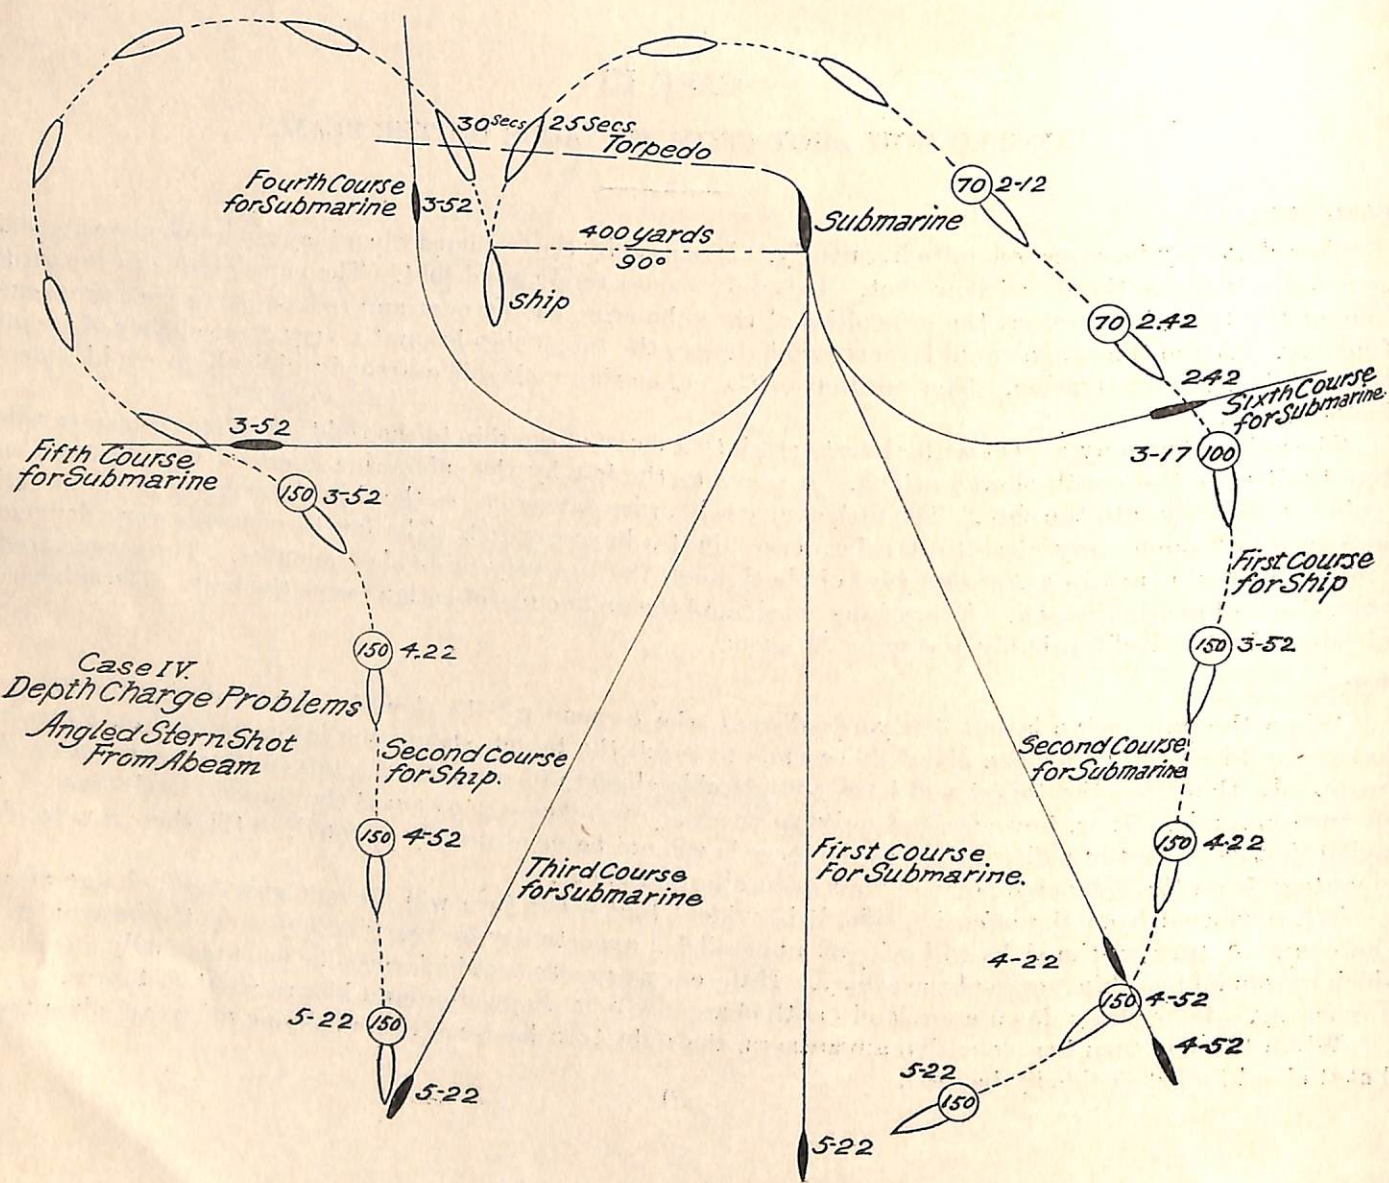 30 Secs
25 Secs.
Torpedo
Fourth Course
for Submarine
3-52
Submarine
400 yards
90°
Ship
70
2-12
70
2.42
2.42
Sixth Course
for Submarine.
3-17
100
3-52
Fifth Course
for Submarine
150
3-52
First Course
for Ship
150
4.22
150
3-52
Case IV.
Depth Charge Problems
Angled Stern Shot
From Abeam
Second Course
for Ship.
Second Course
for Submarine
150
4-52
150
4-22
Third Course
for Submarine
First Course
For Submarine.
4-22
150
4-52
5-22
150
4-52
5-22
5-22
150
5-22